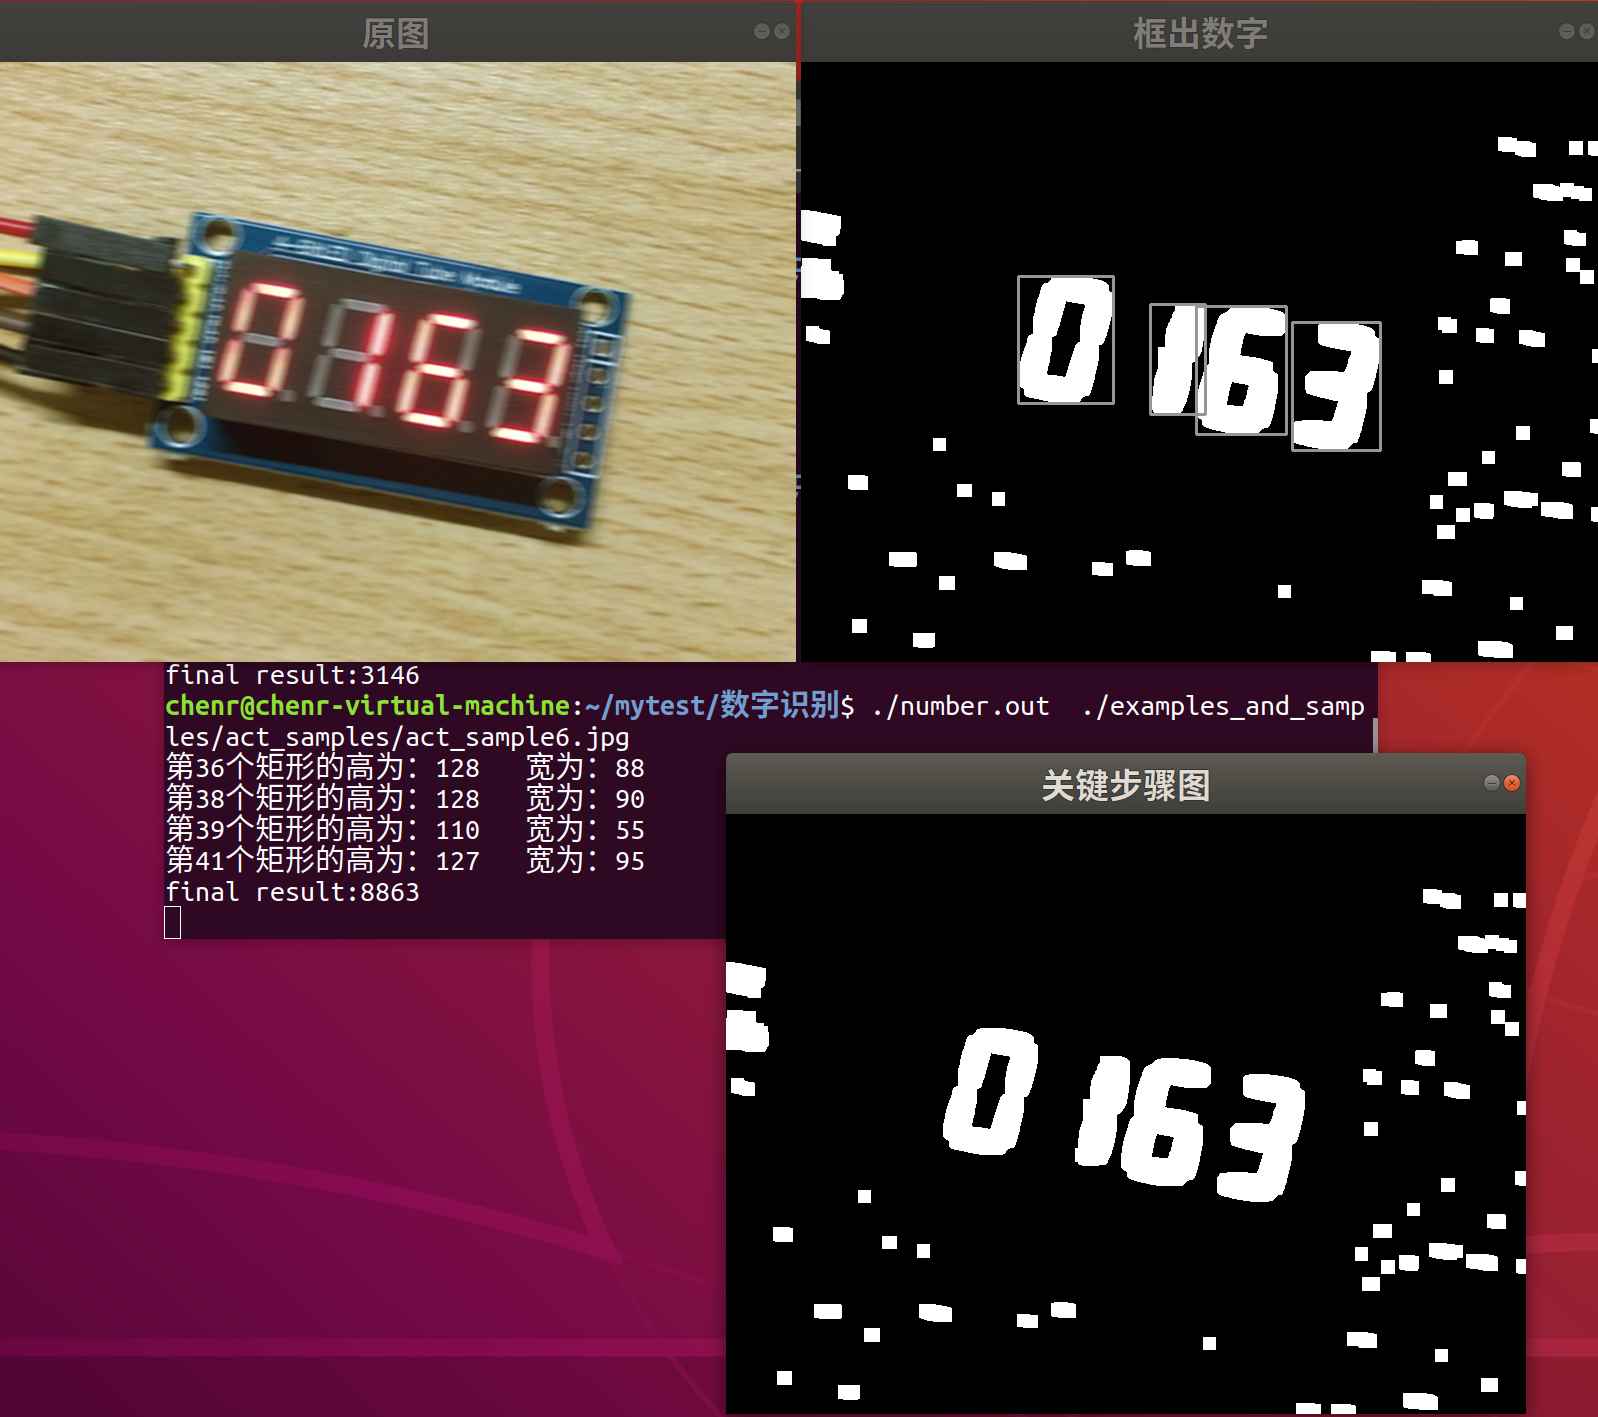 原图
框出数字
0163
0163
final result:3146
chenr@chenr-virtual-machine:~/mytest/数字识别$ ./number.out  ./examples_and_samp
les/act_samples/act_sample6.jpg
第36个矩形的高为：128   宽为：88
第38个矩形的高为：128   宽为：90
第39个矩形的高为：110   宽为：55
第41个矩形的高为：127   宽为：95
final result:8863
关键步骤图
0163